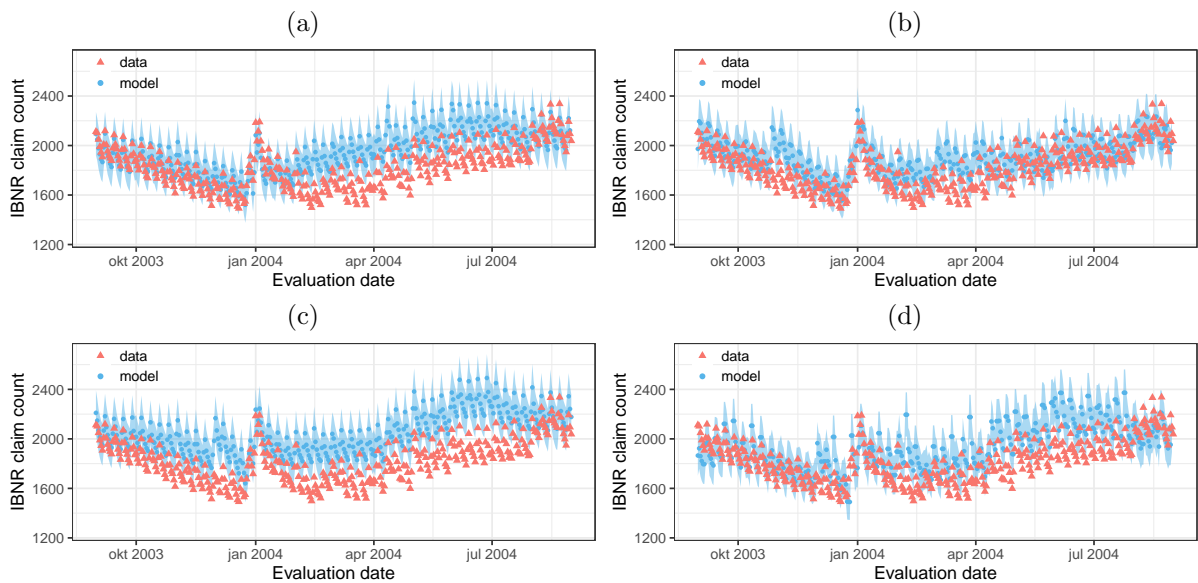 (a)
IBNR claim count
2400
2000
1600
1200
data
model
okt 2003
jan 2004
apr 2004
jul 2004
Evaluation date
(b)
IBNR claim count
2400
2000
1600
1200
data
model
okt 2003
jan 2004
apr 2004
jul 2004
Evaluation date
(c)
IBNR claim count
2400
2000
1600
1200
data
model
okt 2003
jan 2004
apr 2004
jul 2004
Evaluation date
(d)
IBNR claim count
2400
2000
1600
1200
data
model
okt 2003
jan 2004
apr 2004
jul 2004
Evaluation date